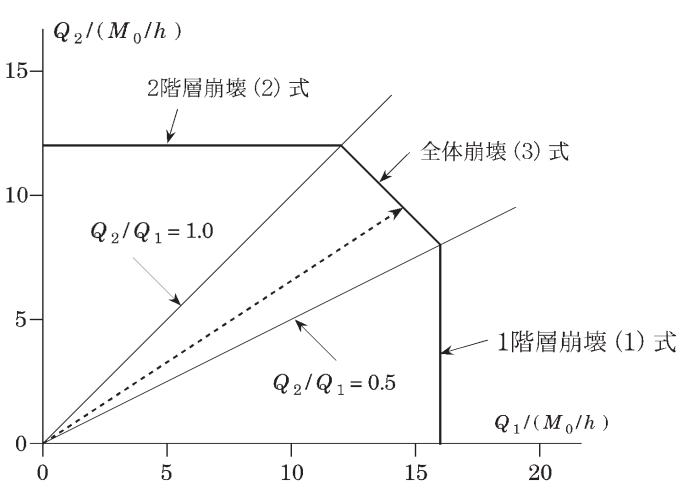 Q₂/(M₀/h)
15
2階層崩壊(2)式
全体崩壊(3)式
10
Q₂/Q₁=1.0
5
1階層崩壊(1)式
Q₂/Q₁=0.5
Q₁/(M₀/h)
0
0 5 10 15 20